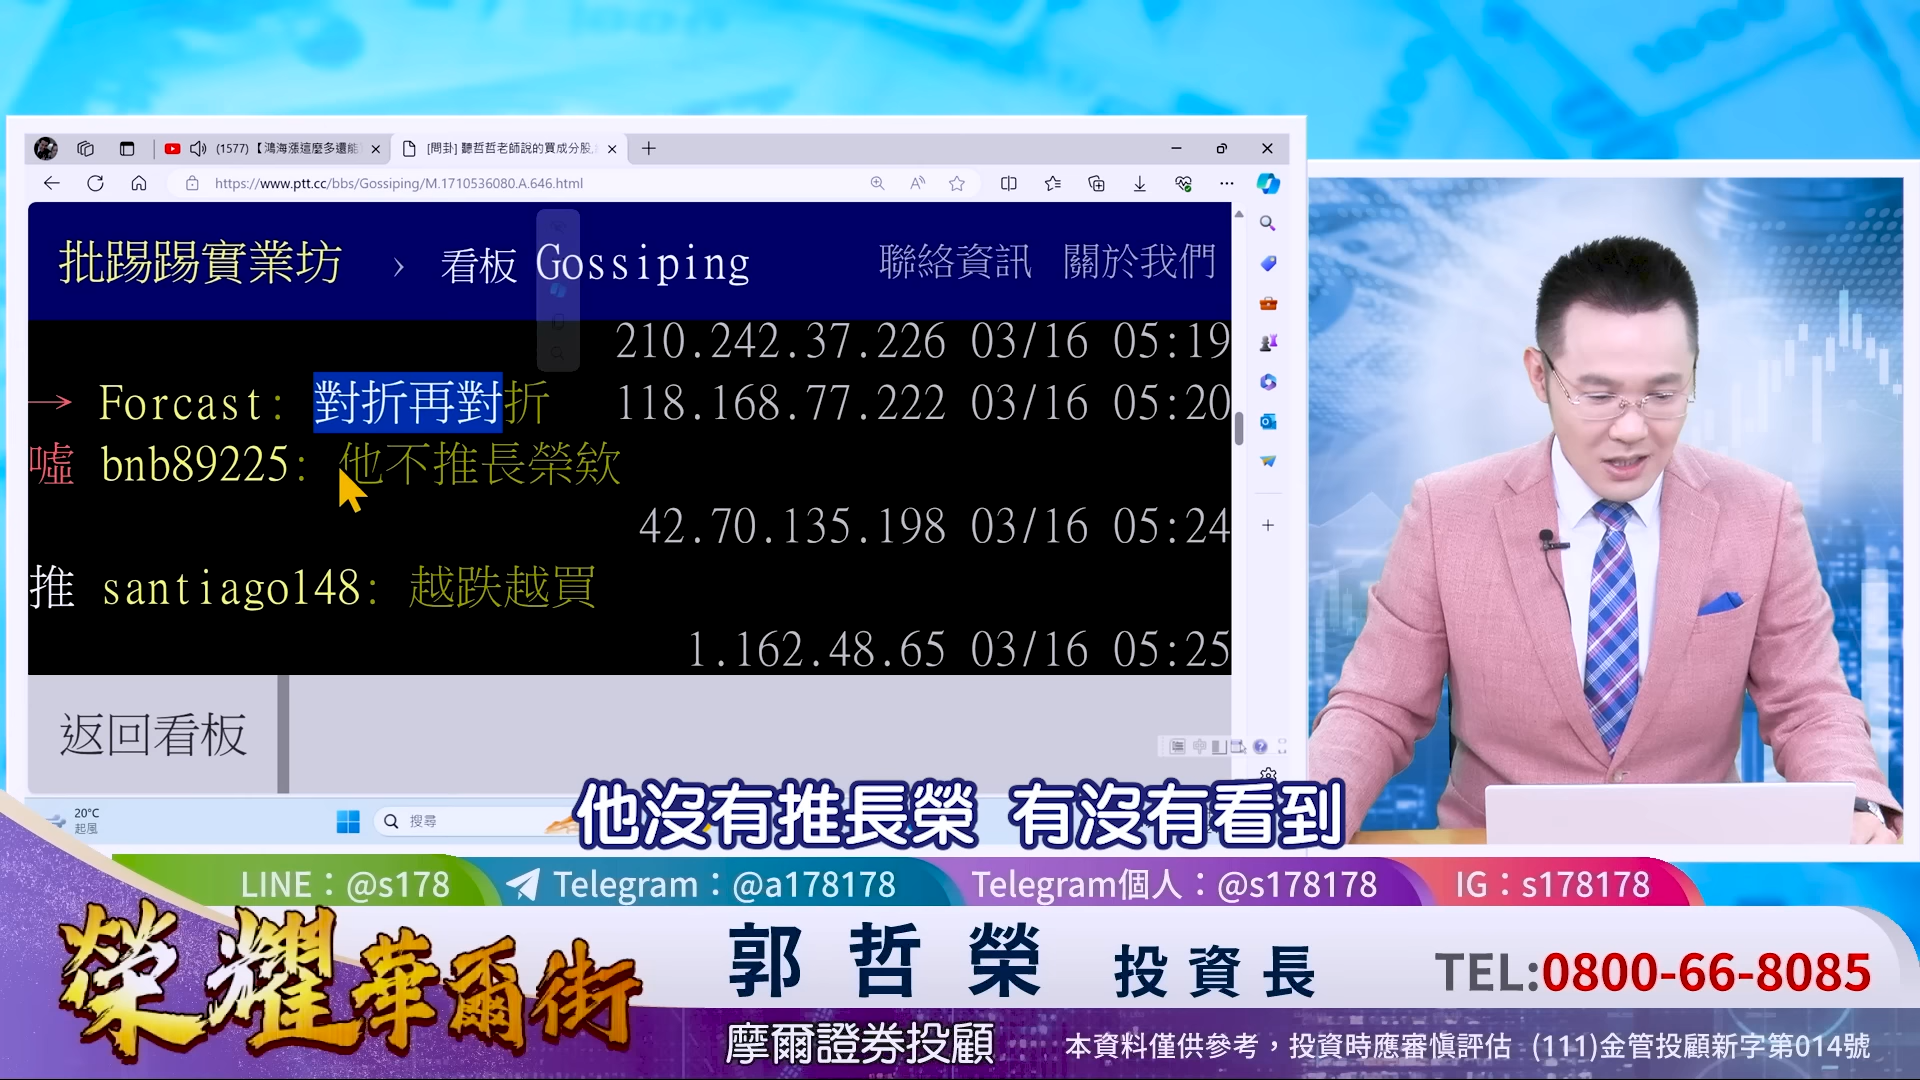 (1577)【鴻海漲這麼多還能
[問卦] 聽哲哲老師說的買成分股,
https://www.ptt.cc/bbs/Gossiping/M.1710536080.A.646.html
批踢踢實業坊 › 看板 Gossiping 聯絡資訊 關於我們
210.242.37.226 03/16 05:19
→ Forcast: 對折再對折 118.168.77.222 03/16 05:20
噓 bnb89225: 他不推長榮欸
42.70.135.198 03/16 05:24
推 santiago148: 越跌越買
1.162.48.65 03/16 05:25
返回看板
20°C
起風
搜尋
他沒有推長榮 有沒有看到
LINE：@s178 Telegram：@a178178 Telegram個人：@s178178 IG：s178178
榮耀華爾街
郭哲榮 投資長 TEL:0800-66-8085
摩爾證券投顧 本資料僅供參考，投資時應審慎評估 (111)金管投顧新字第014號